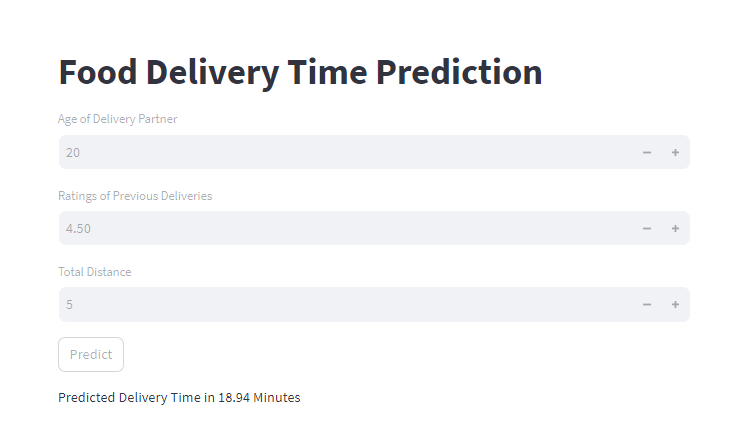 Food Delivery Time Prediction
Age of Delivery Partner
20
Ratings of Previous Deliveries
4.50
Total Distance
5
Predict
Predicted Delivery Time in 18.94 Minutes